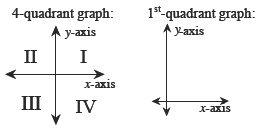 4-quadrant graph:
1st-quadrant graph:
y-axis
y-axis
II
I
x-axis
III
IV
x-axis